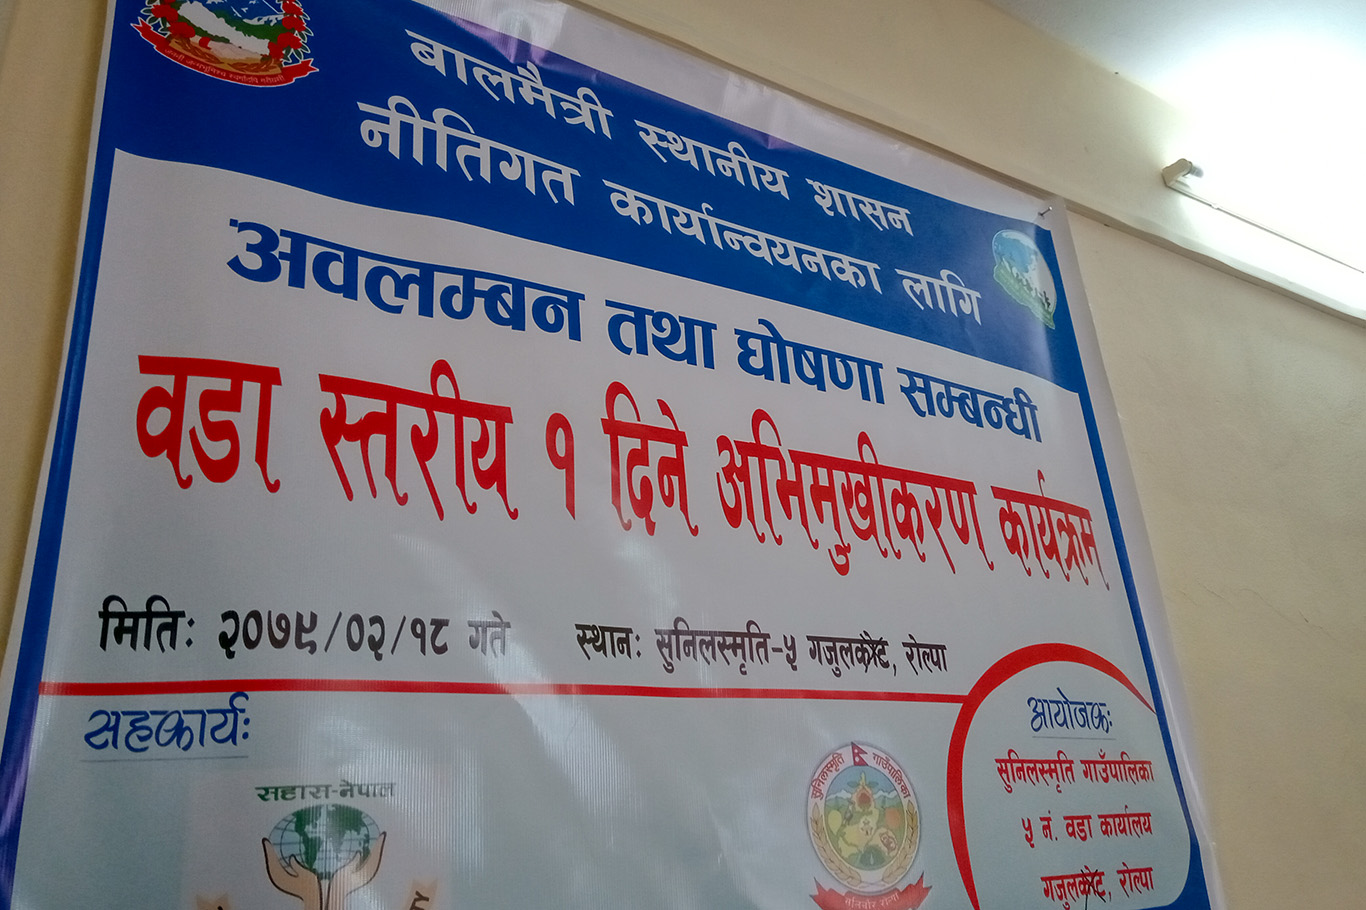 बालमैत्री स्थानीय शासन
नीतिगत कार्यान्वयनका लागि
अवलम्बन तथा घोषणा सम्बन्धी
वडा स्तरीय १ दिने अभिमुखीकरण कार्यक्रम
मितिः २०७९/०२/१८ गते स्थानः सुनिलस्मृति-५ गजुलकोट, रोल्पा
सहकार्यः
सहास-नेपाल
सुनिलस्मृति गाउँपालिका
आयोजकः
सुनिलस्मृति गाउँपालिका
५ नं. वडा कार्यालय
गजुलकोट, रोल्पा